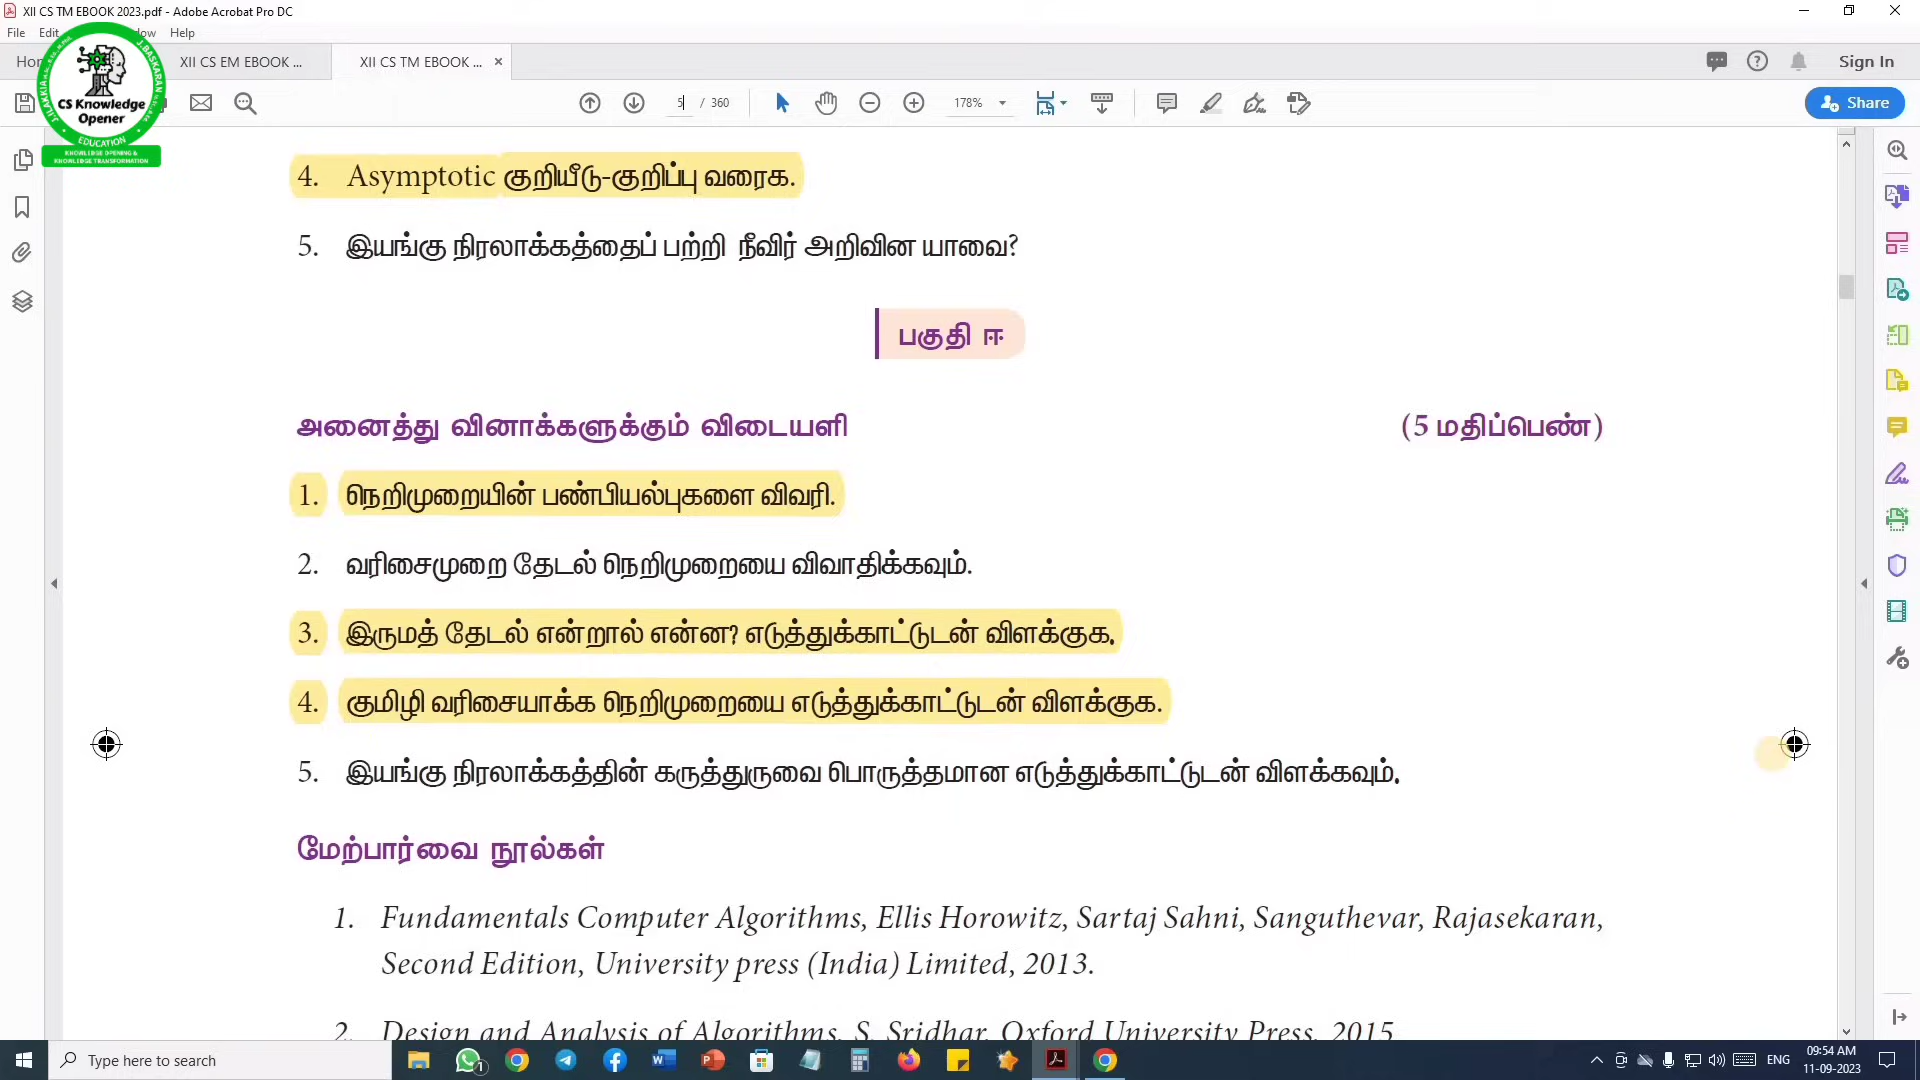 XII CS TM EBOOK 2023.pdf - Adobe Acrobat Pro DC
File Edit Help
XII CS EM EBOOK ...
XII CS TM EBOOK ...
Sign In
CS Knowledge
Opener
EDUCATION
KNOWLEDGE OPENING &
KNOWLEDGE TRANSFORMATION
5 / 360
178%
Share
4. Asymptotic குறியீடு-குறிப்பு வரைக.
5. இயங்கு நிரலாக்கத்தைப் பற்றி நீவிர் அறிவின யாவை?
பகுதி ஈ
அனைத்து வினாக்களுக்கும் விடையளி (5 மதிப்பெண்)
1. நெறிமுறையின் பண்பியல்புகளை விவரி.
2. வரிசைமுறை தேடல் நெறிமுறையை விவாதிக்கவும்.
3. இருமத் தேடல் என்றால் என்ன? எடுத்துக்காட்டுடன் விளக்குக.
4. குமிழி வரிசையாக்க நெறிமுறையை எடுத்துக்காட்டுடன் விளக்குக.
5. இயங்கு நிரலாக்கத்தின் கருத்துருவை பொருத்தமான எடுத்துக்காட்டுடன் விளக்கவும்.
மேற்பார்வை நூல்கள்
1. Fundamentals Computer Algorithms, Ellis Horowitz, Sartaj Sahni, Sanguthevar, Rajasekaran,
Second Edition, University press (India) Limited, 2013.
2. Design and Analysis of Algorithms, S. Sridhar, Oxford University Press, 2015
Type here to search
ENG
09:54 AM
11-09-2023